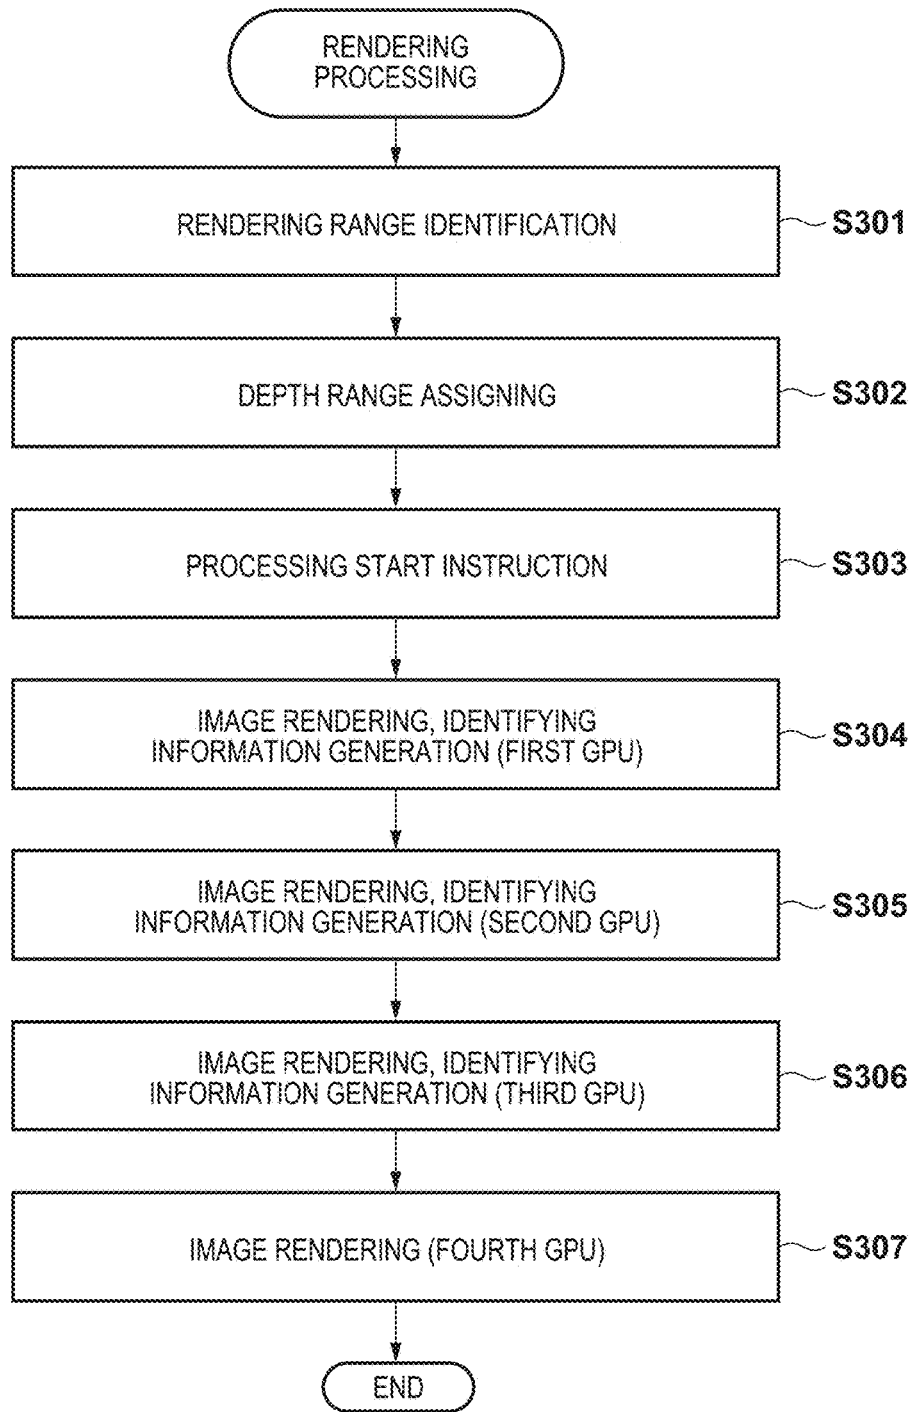 RENDERING
PROCESSING
RENDERING RANGE IDENTIFICATION
S301
DEPTH RANGE ASSIGNING
S302
PROCESSING START INSTRUCTION
S303
IMAGE RENDERING, IDENTIFYING
INFORMATION GENERATION (FIRST GPU)
S304
IMAGE RENDERING, IDENTIFYING
INFORMATION GENERATION (SECOND GPU)
S305
IMAGE RENDERING, IDENTIFYING
INFORMATION GENERATION (THIRD GPU)
S306
IMAGE RENDERING (FOURTH GPU)
S307
END